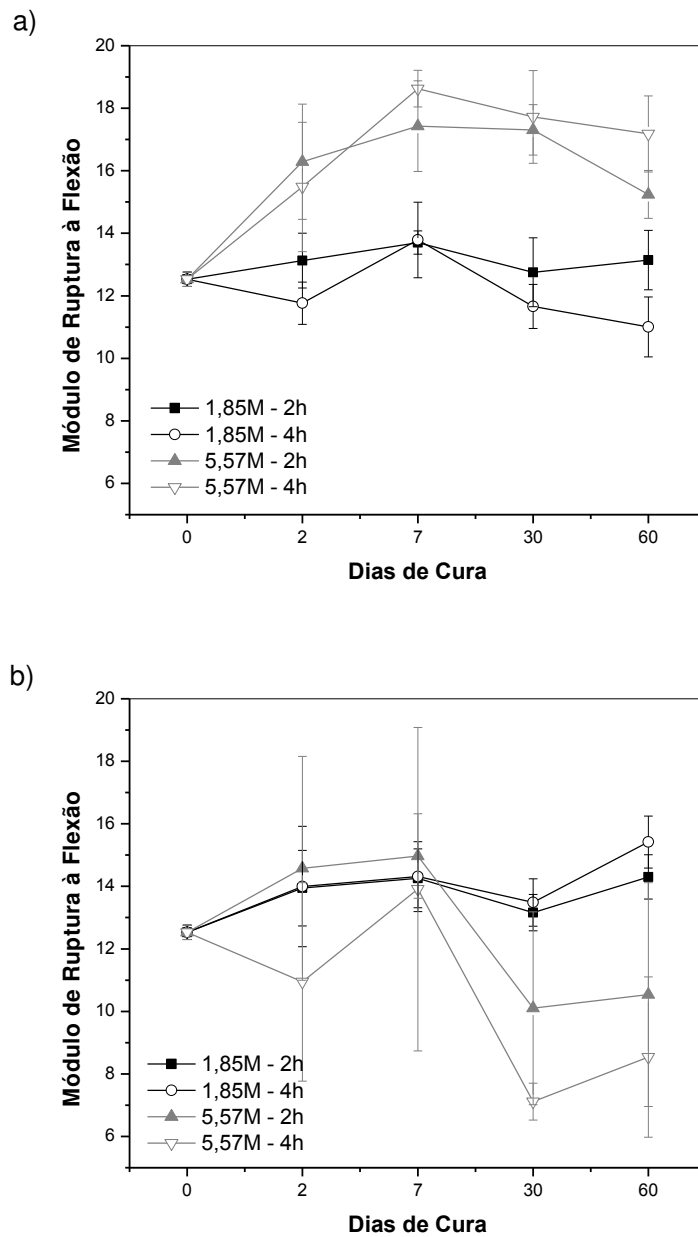 a)
20
18
16
14
12
10
8
6
Módulo de Ruptura à Flexão
1,85M - 2h
1,85M - 4h
5,57M - 2h
5,57M - 4h
0 2 7 30 60
Dias de Cura
b)
20
18
16
14
12
10
8
6
Módulo de Ruptura à Flexão
1,85M - 2h
1,85M - 4h
5,57M - 2h
5,57M - 4h
0 2 7 30 60
Dias de Cura